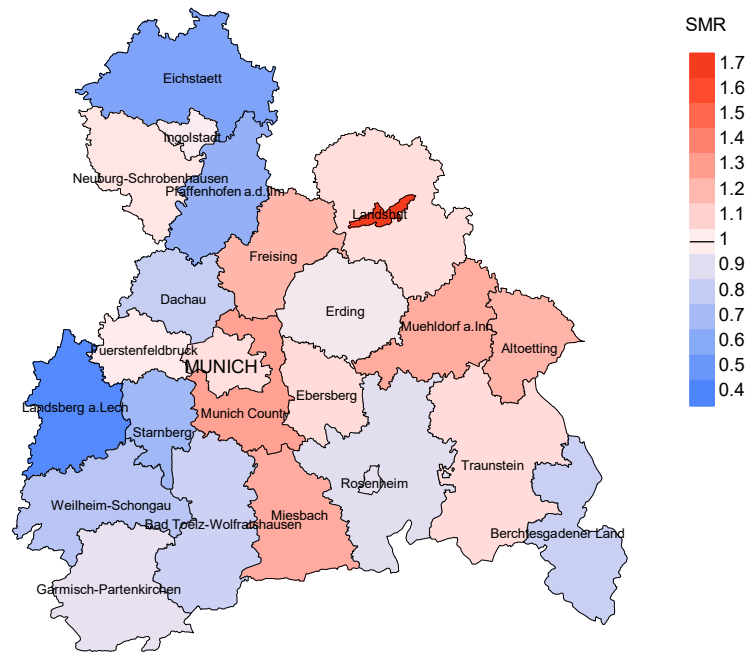 SMR
1.7
1.6
1.5
1.4
1.3
1.2
1.1
1
0.9
0.8
0.7
0.6
0.5
0.4
Eichstaett
Ingolstadt
Neuburg-Schrobenhausen
Pfaffenhofen a.d.Ilm
Landshut
Freising
Dachau
Erding
Muehldorf a.Inn
Fuerstenfeldbruck
Altoetting
MUNICH
Ebersberg
Landsberg a.Lech
Munich County
Starnberg
Traunstein
Rosenheim
Weilheim-Schongau
Miesbach
Bad Toelz-Wolfratshausen
Berchtesgadener Land
Garmisch-Partenkirchen